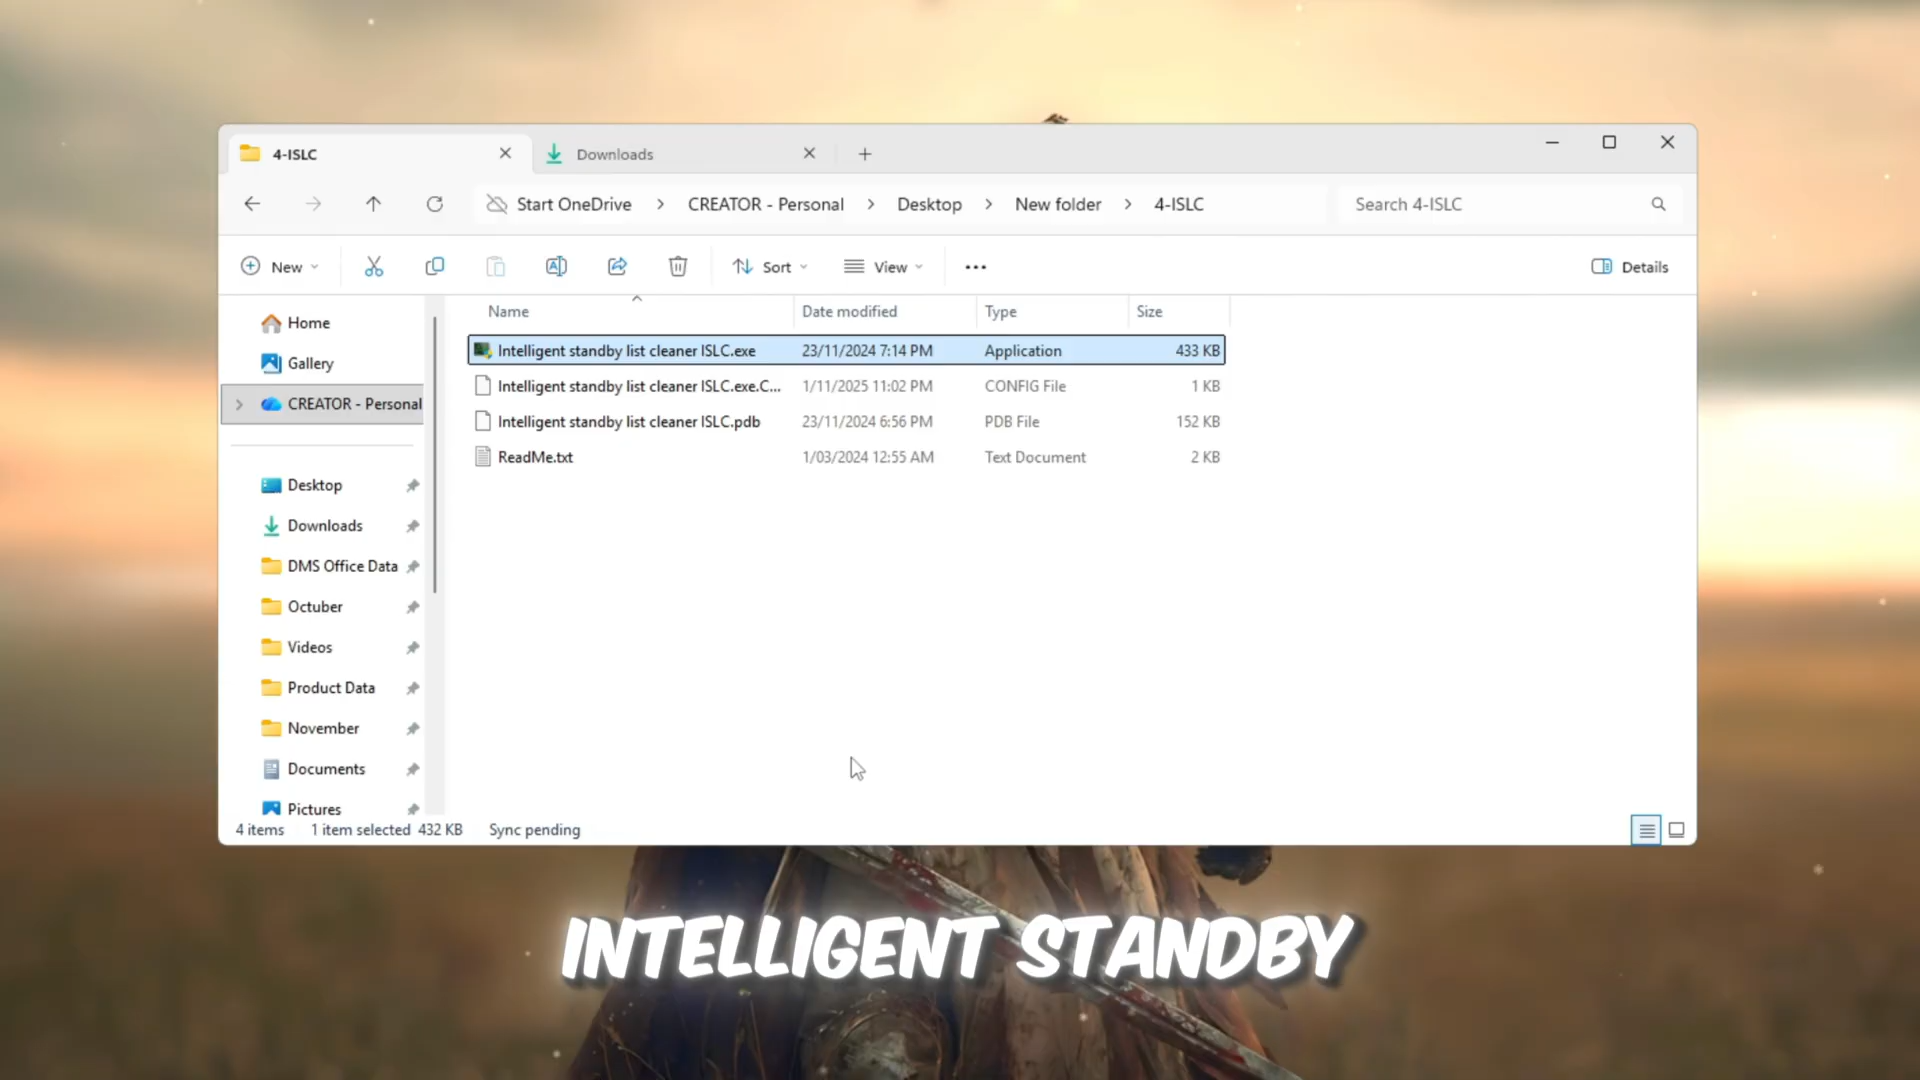 4-ISLC
Downloads
Start OneDrive > CREATOR - Personal > Desktop > New folder > 4-ISLC
Search 4-ISLC
New
Sort
View
Details
Home
Gallery
CREATOR - Personal
Desktop
Downloads
DMS Office Data
Octuber
Videos
Product Data
November
Documents
Pictures
Name Date modified Type Size
Intelligent standby list cleaner ISLC.exe 23/11/2024 7:14 PM Application 433 KB
Intelligent standby list cleaner ISLC.exe.C... 1/11/2025 11:02 PM CONFIG File 1 KB
Intelligent standby list cleaner ISLC.pdb 23/11/2024 6:56 PM PDB File 152 KB
ReadMe.txt 1/03/2024 12:55 AM Text Document 2 KB
4 items 1 item selected 432 KB Sync pending
INTELLIGENT STANDBY